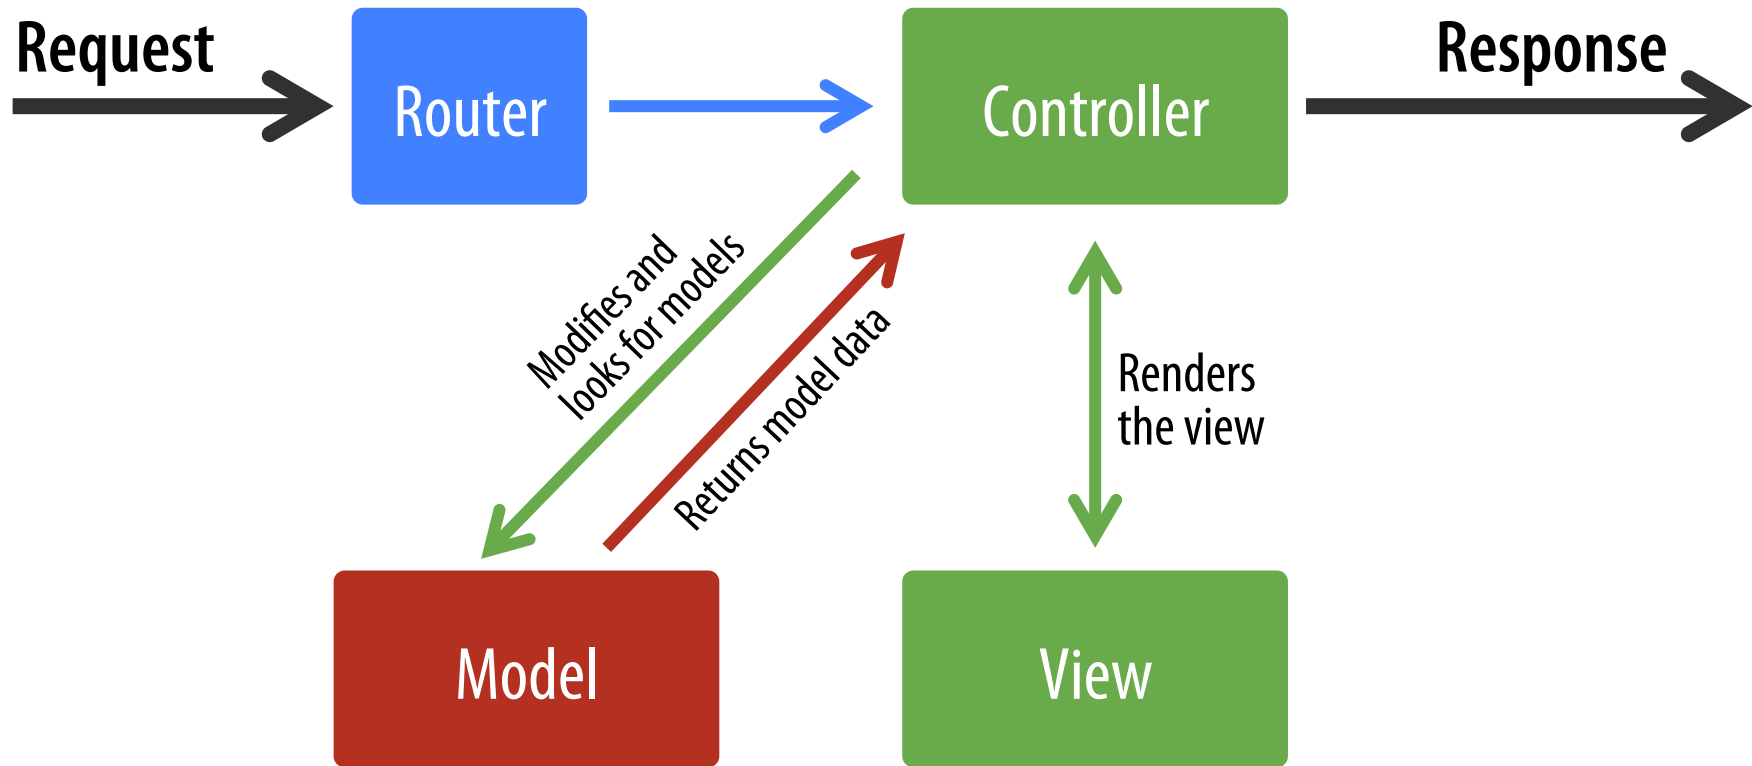 Request
Router
Controller
Response
Modifies and
looks for models
Returns model data
Renders
the view
Model
View